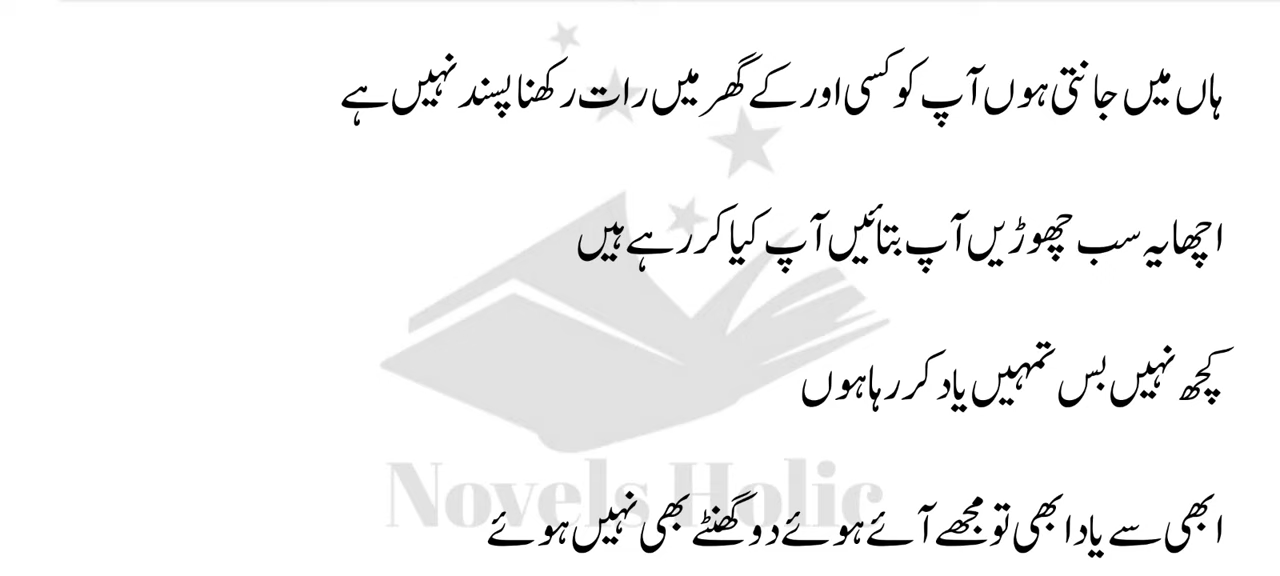 ہاں میں جانتی ہوں آپ کو کسی اور کے گھر میں رات رکھنا پسند نہیں ہے
اچھا یہ سب چھوڑیں آپ بتائیں آپ کیا کر رہے ہیں
کچھ نہیں بس تمہیں یاد کر رہا ہوں
Novels Holic
ابھی سے یاد ابھی تو مجھے آئے ہوئے دو گھنٹے بھی نہیں ہوئے